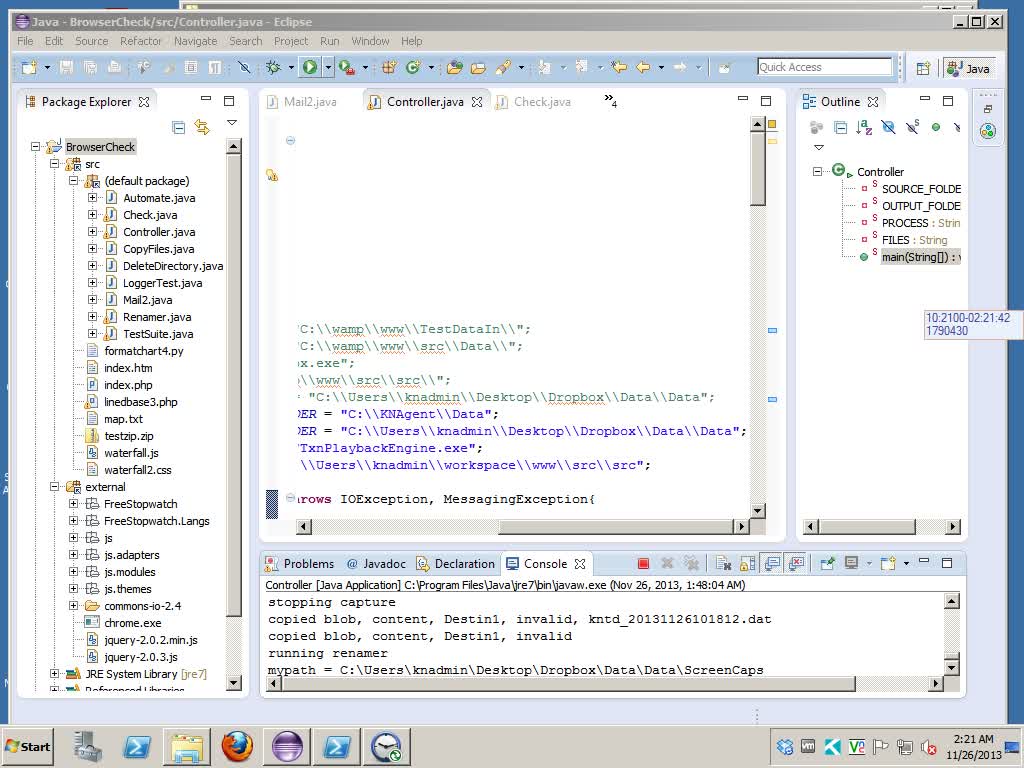 Java - BrowserCheck/src/Controller.java - Eclipse
File Edit Source Refactor Navigate Search Project Run Window Help
Quick Access
Java
Package Explorer
BrowserCheck
src
(default package)
Automate.java
Check.java
Controller.java
CopyFiles.java
DeleteDirectory.java
LoggerTest.java
Mail2.java
Renamer.java
TestSuite.java
formatchart4.py
index.htm
index.php
linedbase3.php
map.txt
testzip.zip
waterfall.js
waterfall2.css
external
FreeStopwatch
FreeStopwatch.Langs
js
js.adapters
js.modules
js.themes
commons-io-2.4
chrome.exe
jquery-2.0.2.min.js
jquery-2.0.3.js
JRE System Library [jre7]
Referenced Libraries
Mail2.java Controller.java Check.java »4
"C:\\wamp\\www\\TestDataIn\\";
"C:\\wamp\\www\\src\\Data\\";
ox.exe";
\\www\\src\\src\\";
= "C:\\Users\\knadmin\\Desktop\\Dropbox\\Data\\Data";
DER = "C:\\KNAgent\\Data";
DER = "C:\\Users\\knadmin\\Desktop\\Dropbox\\Data\\Data";
"TxnPlaybackEngine.exe";
\\Users\\knadmin\\workspace\\www\\src\\src";
hrows IOException, MessagingException{
Outline
Controller
SOURCE_FOLDE
OUTPUT_FOLDE
PROCESS : Strin
FILES : String
main(String[]) : v
10:2100-02:21:42
1790430
Problems @ Javadoc Declaration Console
Controller [Java Application] C:\Program Files\Java\jre7\bin\javaw.exe (Nov 26, 2013, 1:48:04 AM)
stopping capture
copied blob, content, Destin1, invalid, kntd_20131126101812.dat
copied blob, content, Destin1, invalid
running renamer
mypath = C:\Users\knadmin\Desktop\Dropbox\Data\Data\ScreenCaps
Start
2:21 AM
11/26/2013